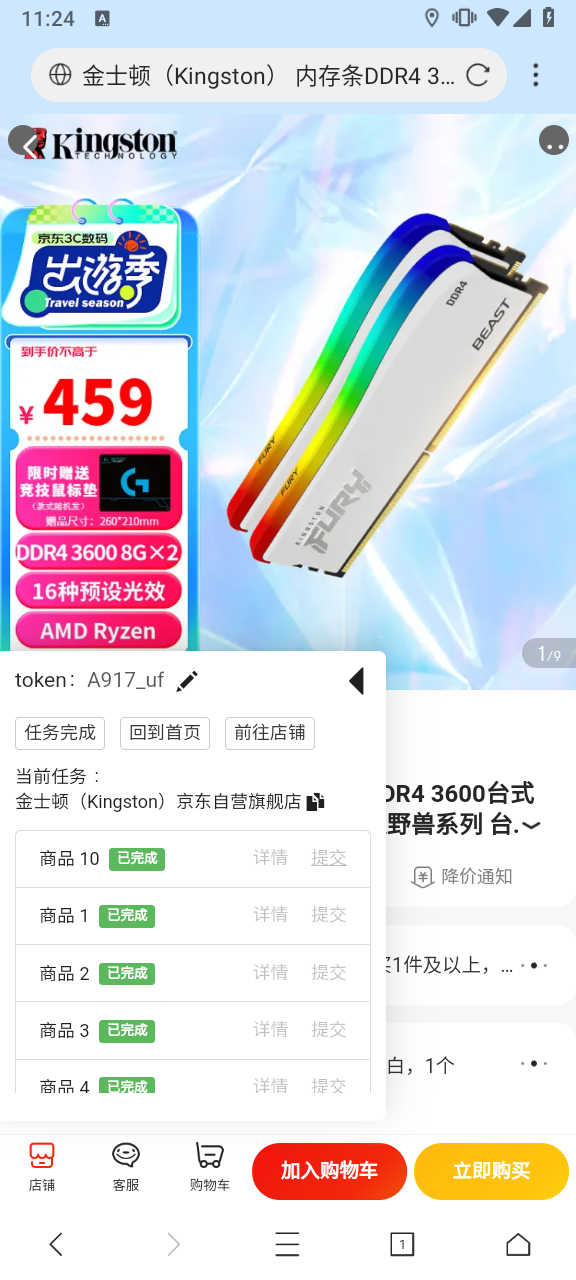 11:24
A
金士顿（Kingston） 内存条DDR4 3...
Kingston
TECHNOLOGY
京东3C数码
出游季
Travel season
到手价不高于
¥ 459
限时赠送
竞技鼠标垫
（款式随机发）
赠品尺寸：260*210mm
DDR4 3600 8G×2
16种预设光效
AMD Ryzen
DDR4
BEAST
FURY
FURY
KINGSTON
FURY
1/9
token： A917_uf
任务完成
回到首页
前往店铺
当前任务 ：
金士顿（Kingston）京东自营旗舰店
商品 10 已完成 详情 提交
商品 1 已完成 详情 提交
商品 2 已完成 详情 提交
商品 3 已完成 详情 提交
商品 4 已完成 详情 提交
DR4 3600台式
野兽系列 台.
降价通知
买1件及以上，...
白，1个
店铺
客服
购物车
加入购物车
立即购买
1